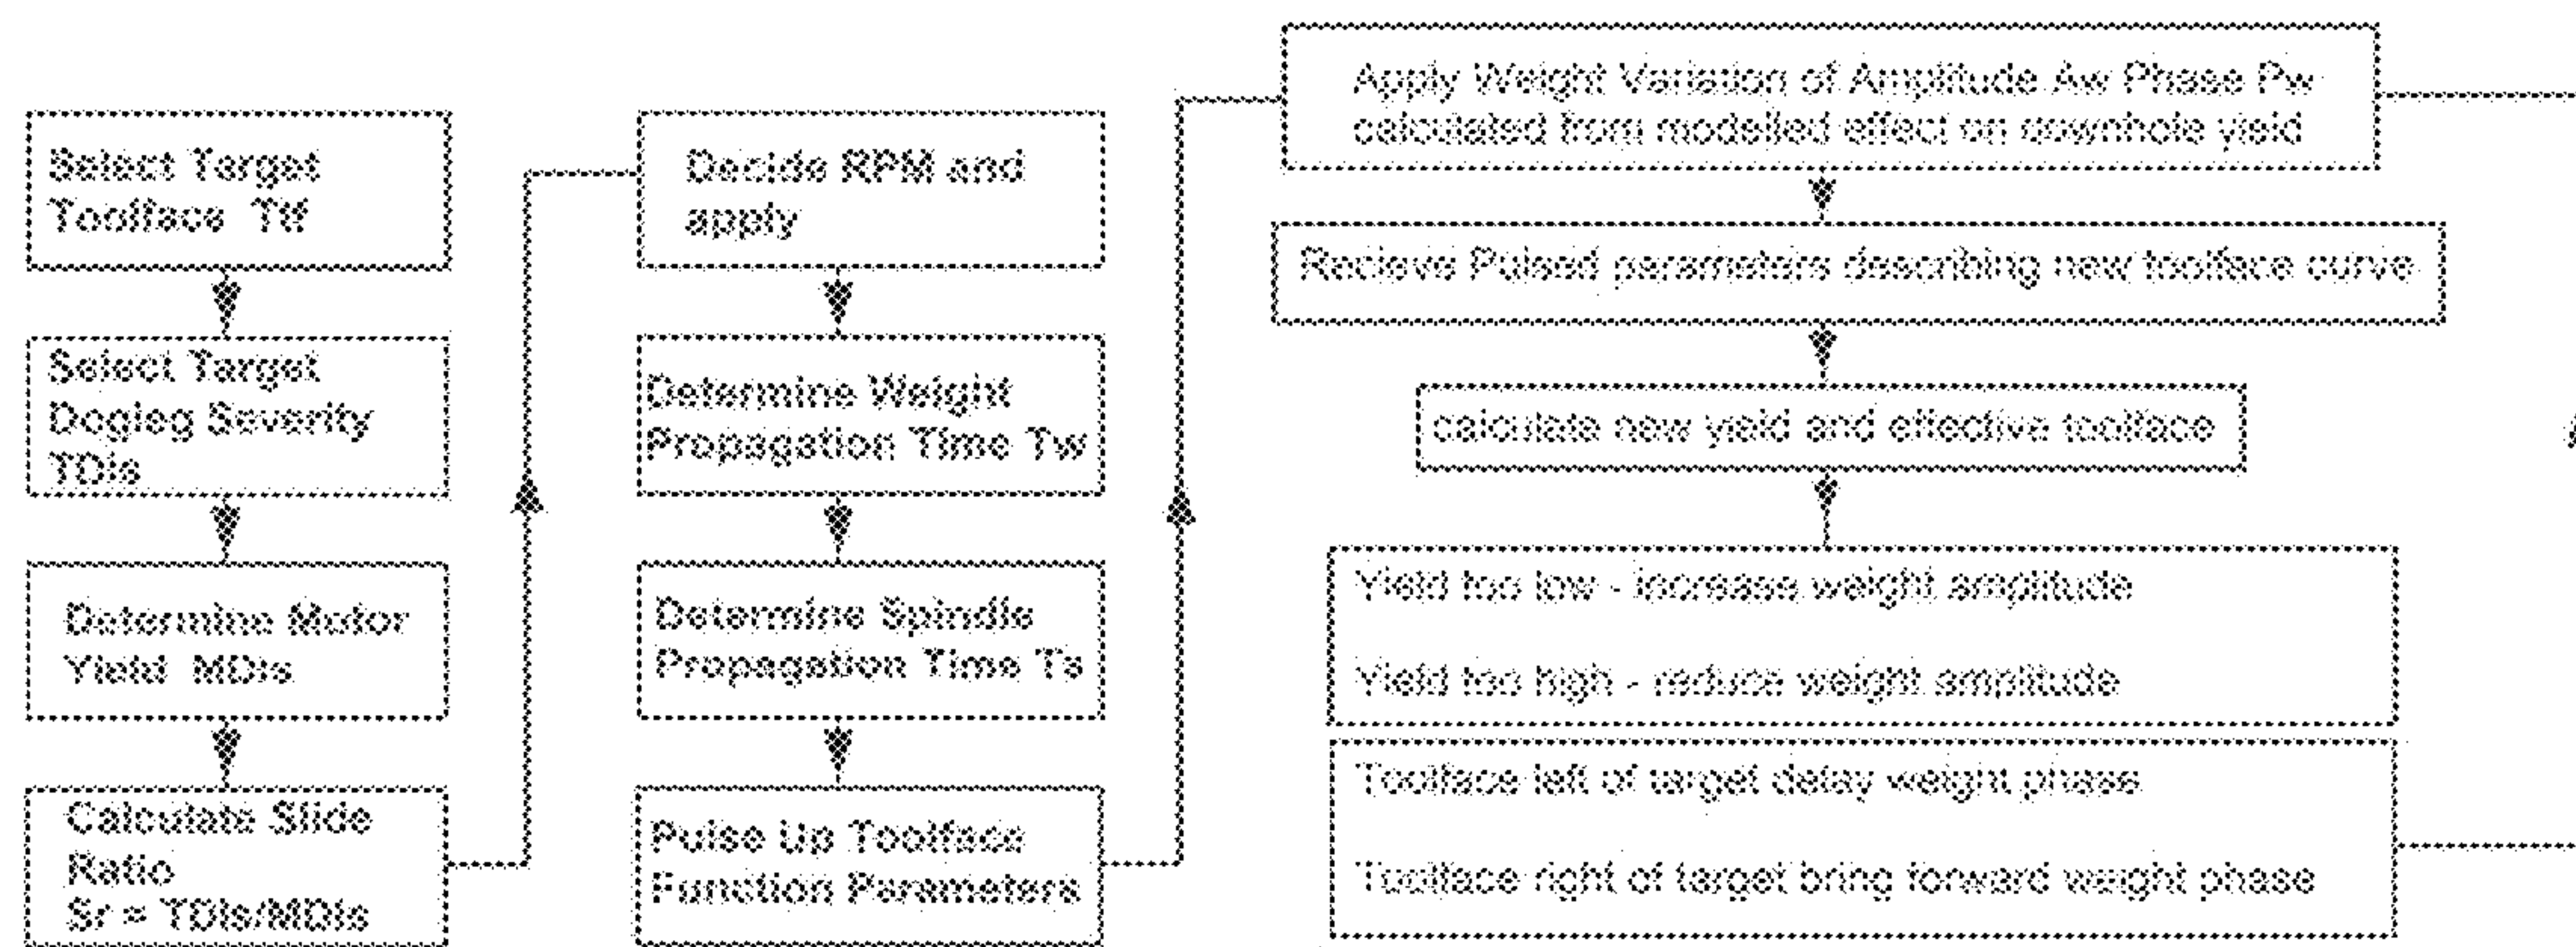 Select Target
Toolface Ttf
Select Target
Dogleg Severity
TDls
Determine Motor
Yield MDls
Calculate Slide
Ratio
Sr = TDls/MDls
Decide RPM and
apply
Determine Weight
Propagation Time Tw
Determine Spindle
Propagation Time Ts
Pulse Up Toolface
Function Parameters
Apply Weight Variation of Amplitude Aw Phase Pw
calculated from modelled effect on downhole yield
Recieve Pulsed parameters describing new toolface curve
calculate new yield and effective toolface
Yield too low - increase weight amplitude
Yield too high - reduce weight amplitude
Toolface left of target delay weight phase
Toolface right of target bring forward weight phase